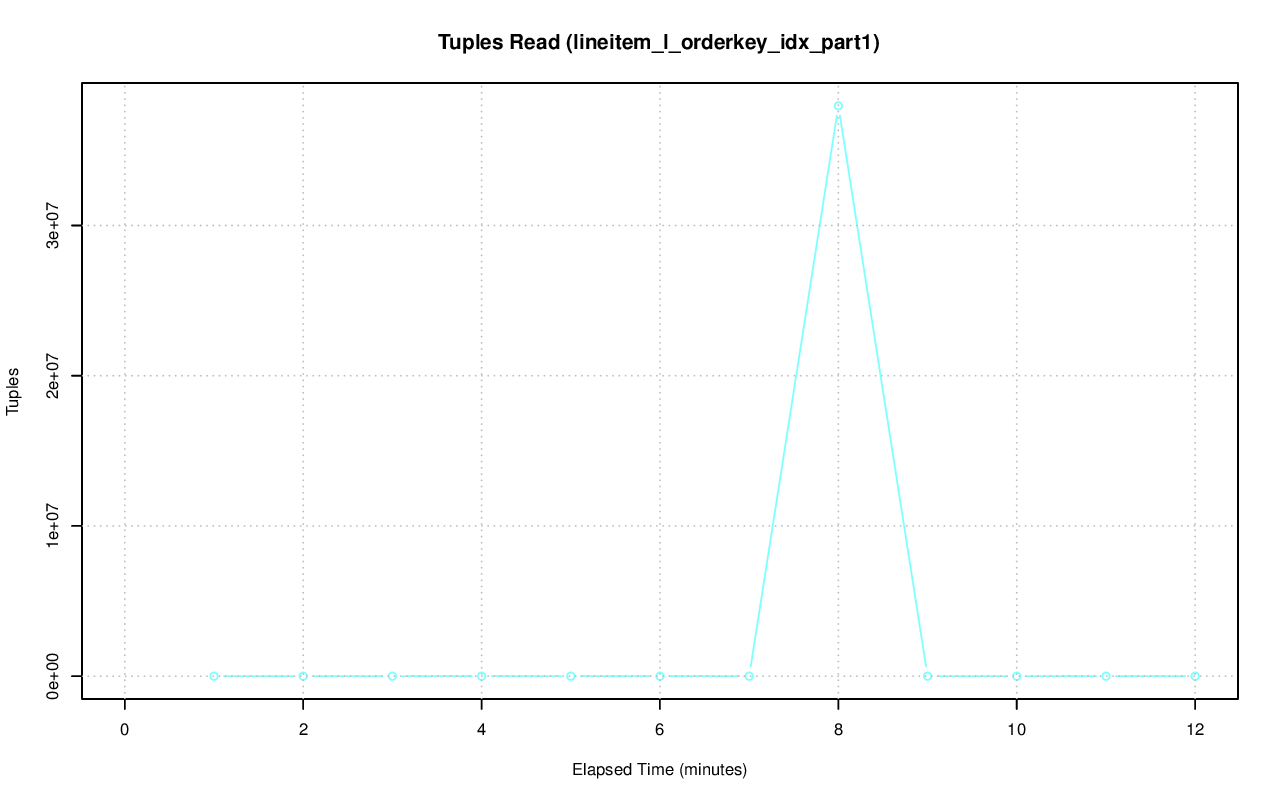 Tuples Read (lineitem_l_orderkey_idx_part1)
3e+07
2e+07
1e+07
0e+00
Tuples
0 2 4 6 8 10 12
Elapsed Time (minutes)